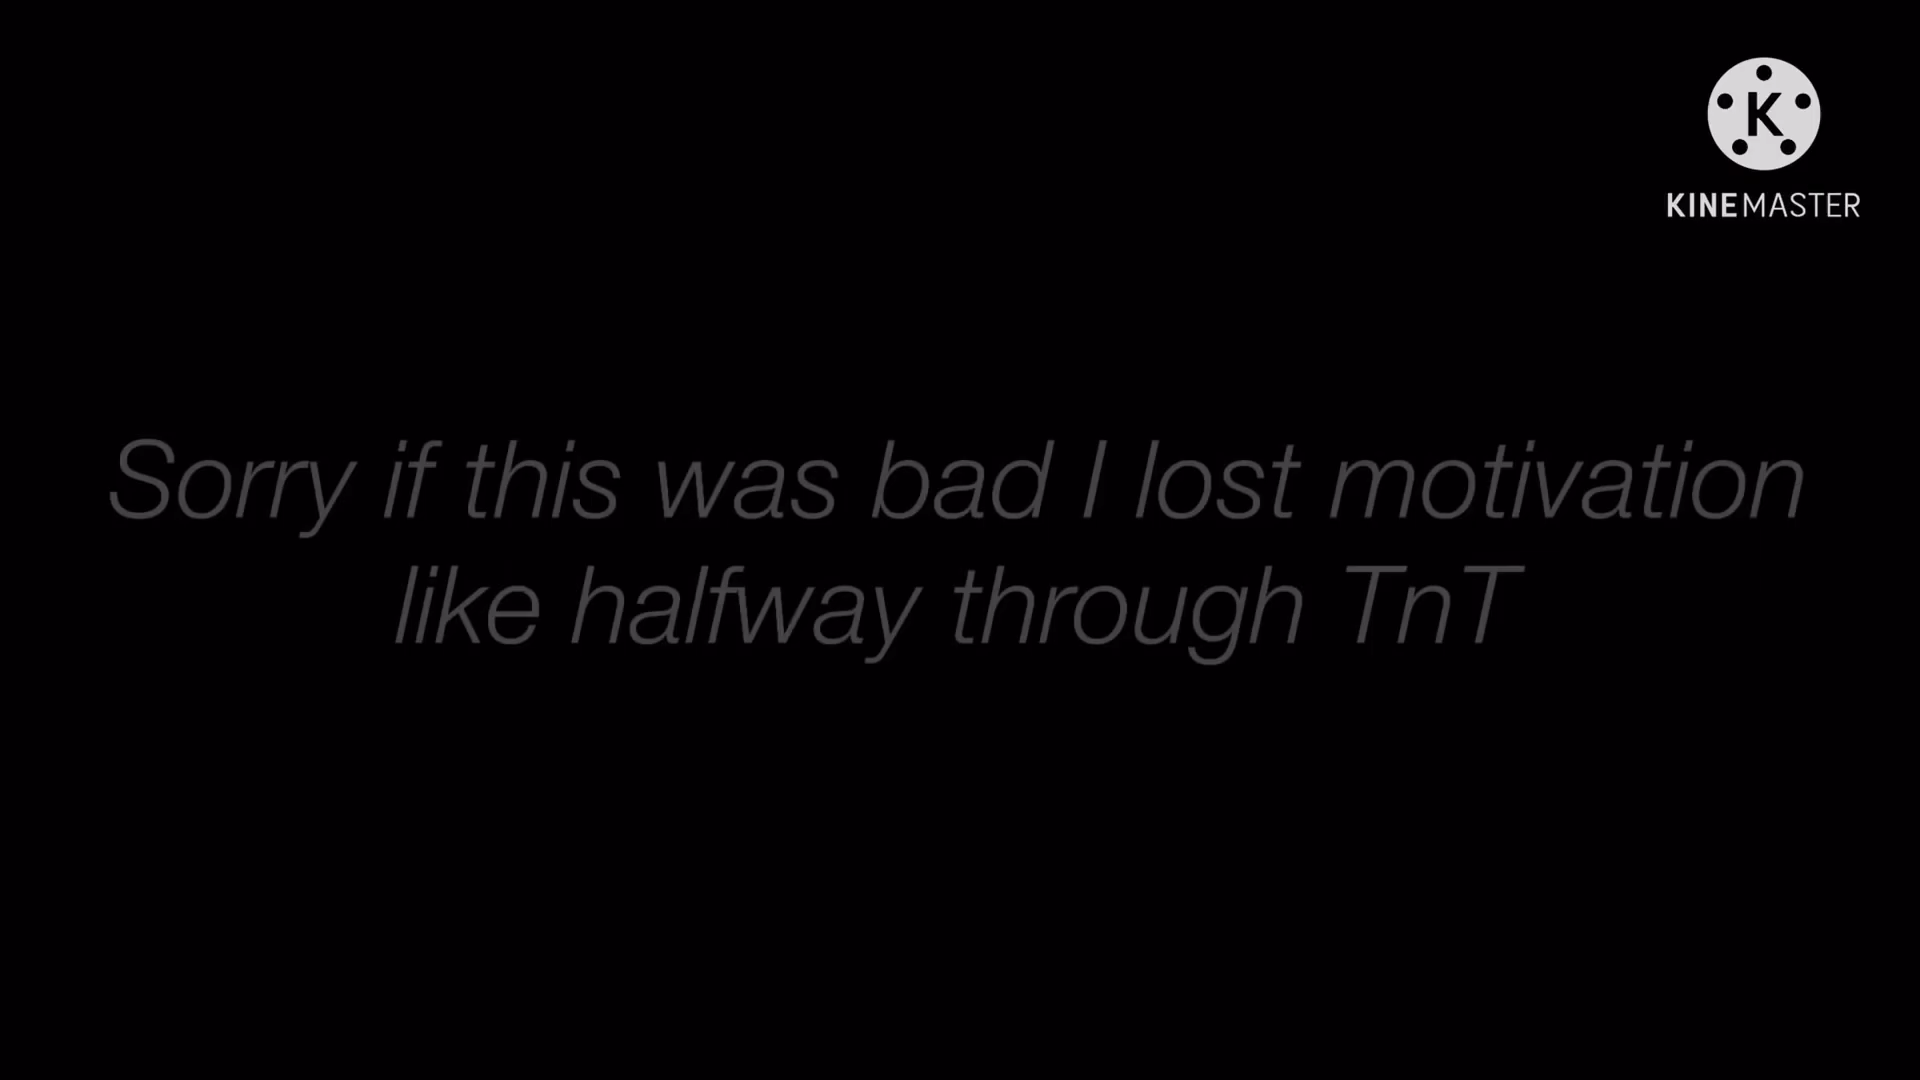 K
KINEMASTER
Sorry if this was bad I lost motivation
like halfway through TnT